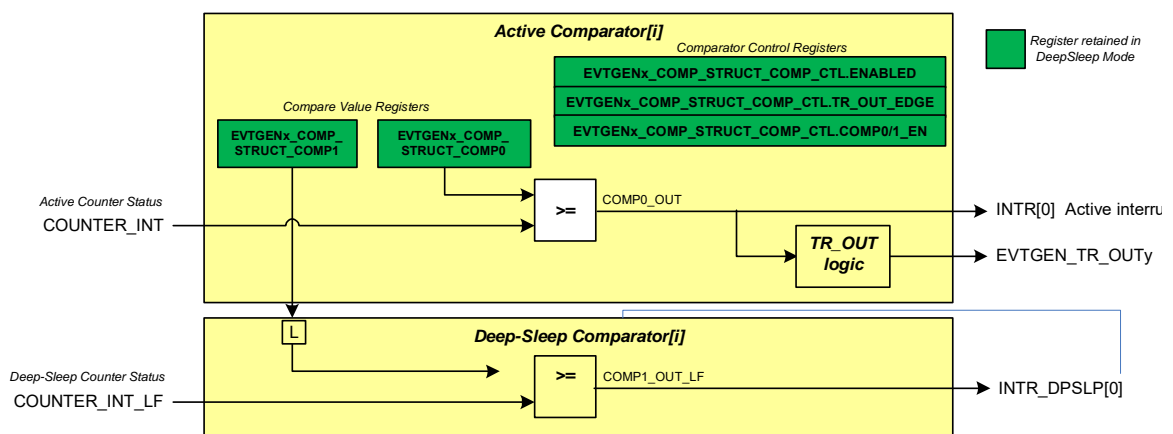 Active Comparator[i]
Register retained in
DeepSleep Mode
Comparator Control Registers
EVTGENx_COMP_STRUCT_COMP_CTL.ENABLED
EVTGENx_COMP_STRUCT_COMP_CTL.TR_OUT_EDGE
EVTGENx_COMP_STRUCT_COMP_CTL.COMP0/1_EN
Compare Value Registers
EVTGENx_COMP_
STRUCT_COMP1
EVTGENx_COMP_
STRUCT_COMP0
Active Counter Status
COUNTER_INT
>=
COMP0_OUT
INTR[0] Active interru
TR_OUT
logic
EVTGEN_TR_OUTy
L
Deep-Sleep Comparator[i]
Deep-Sleep Counter Status
COUNTER_INT_LF
>=
COMP1_OUT_LF
INTR_DPSLP[0]